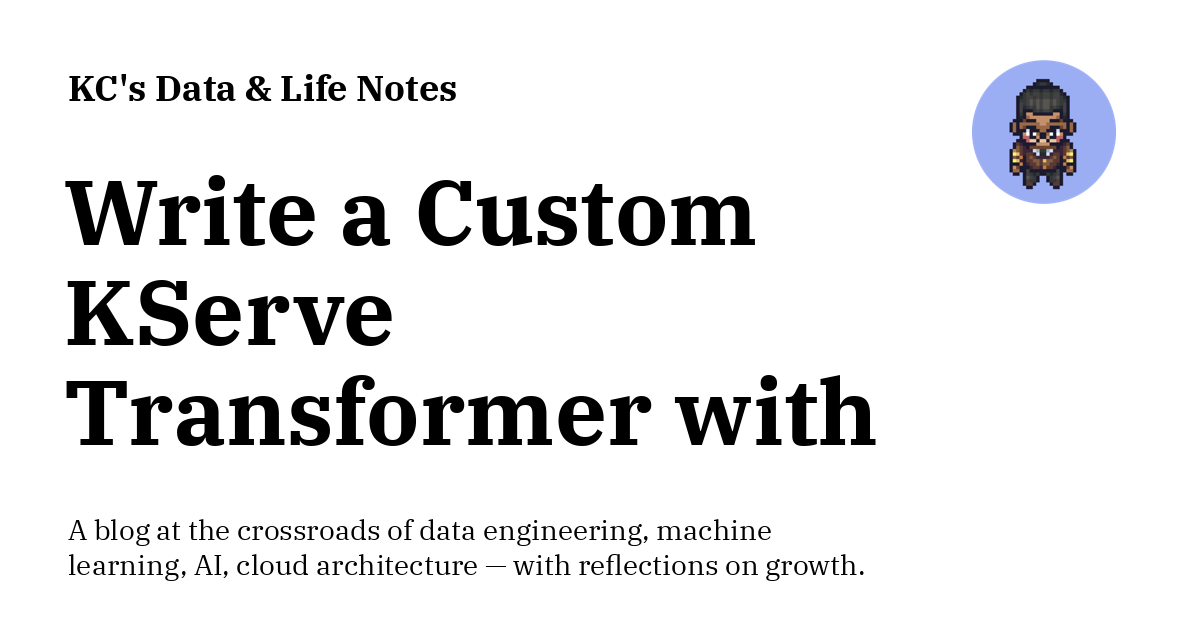 KC's Data & Life Notes
Write a Custom
KServe
Transformer with
A blog at the crossroads of data engineering, machine
learning, AI, cloud architecture — with reflections on growth.